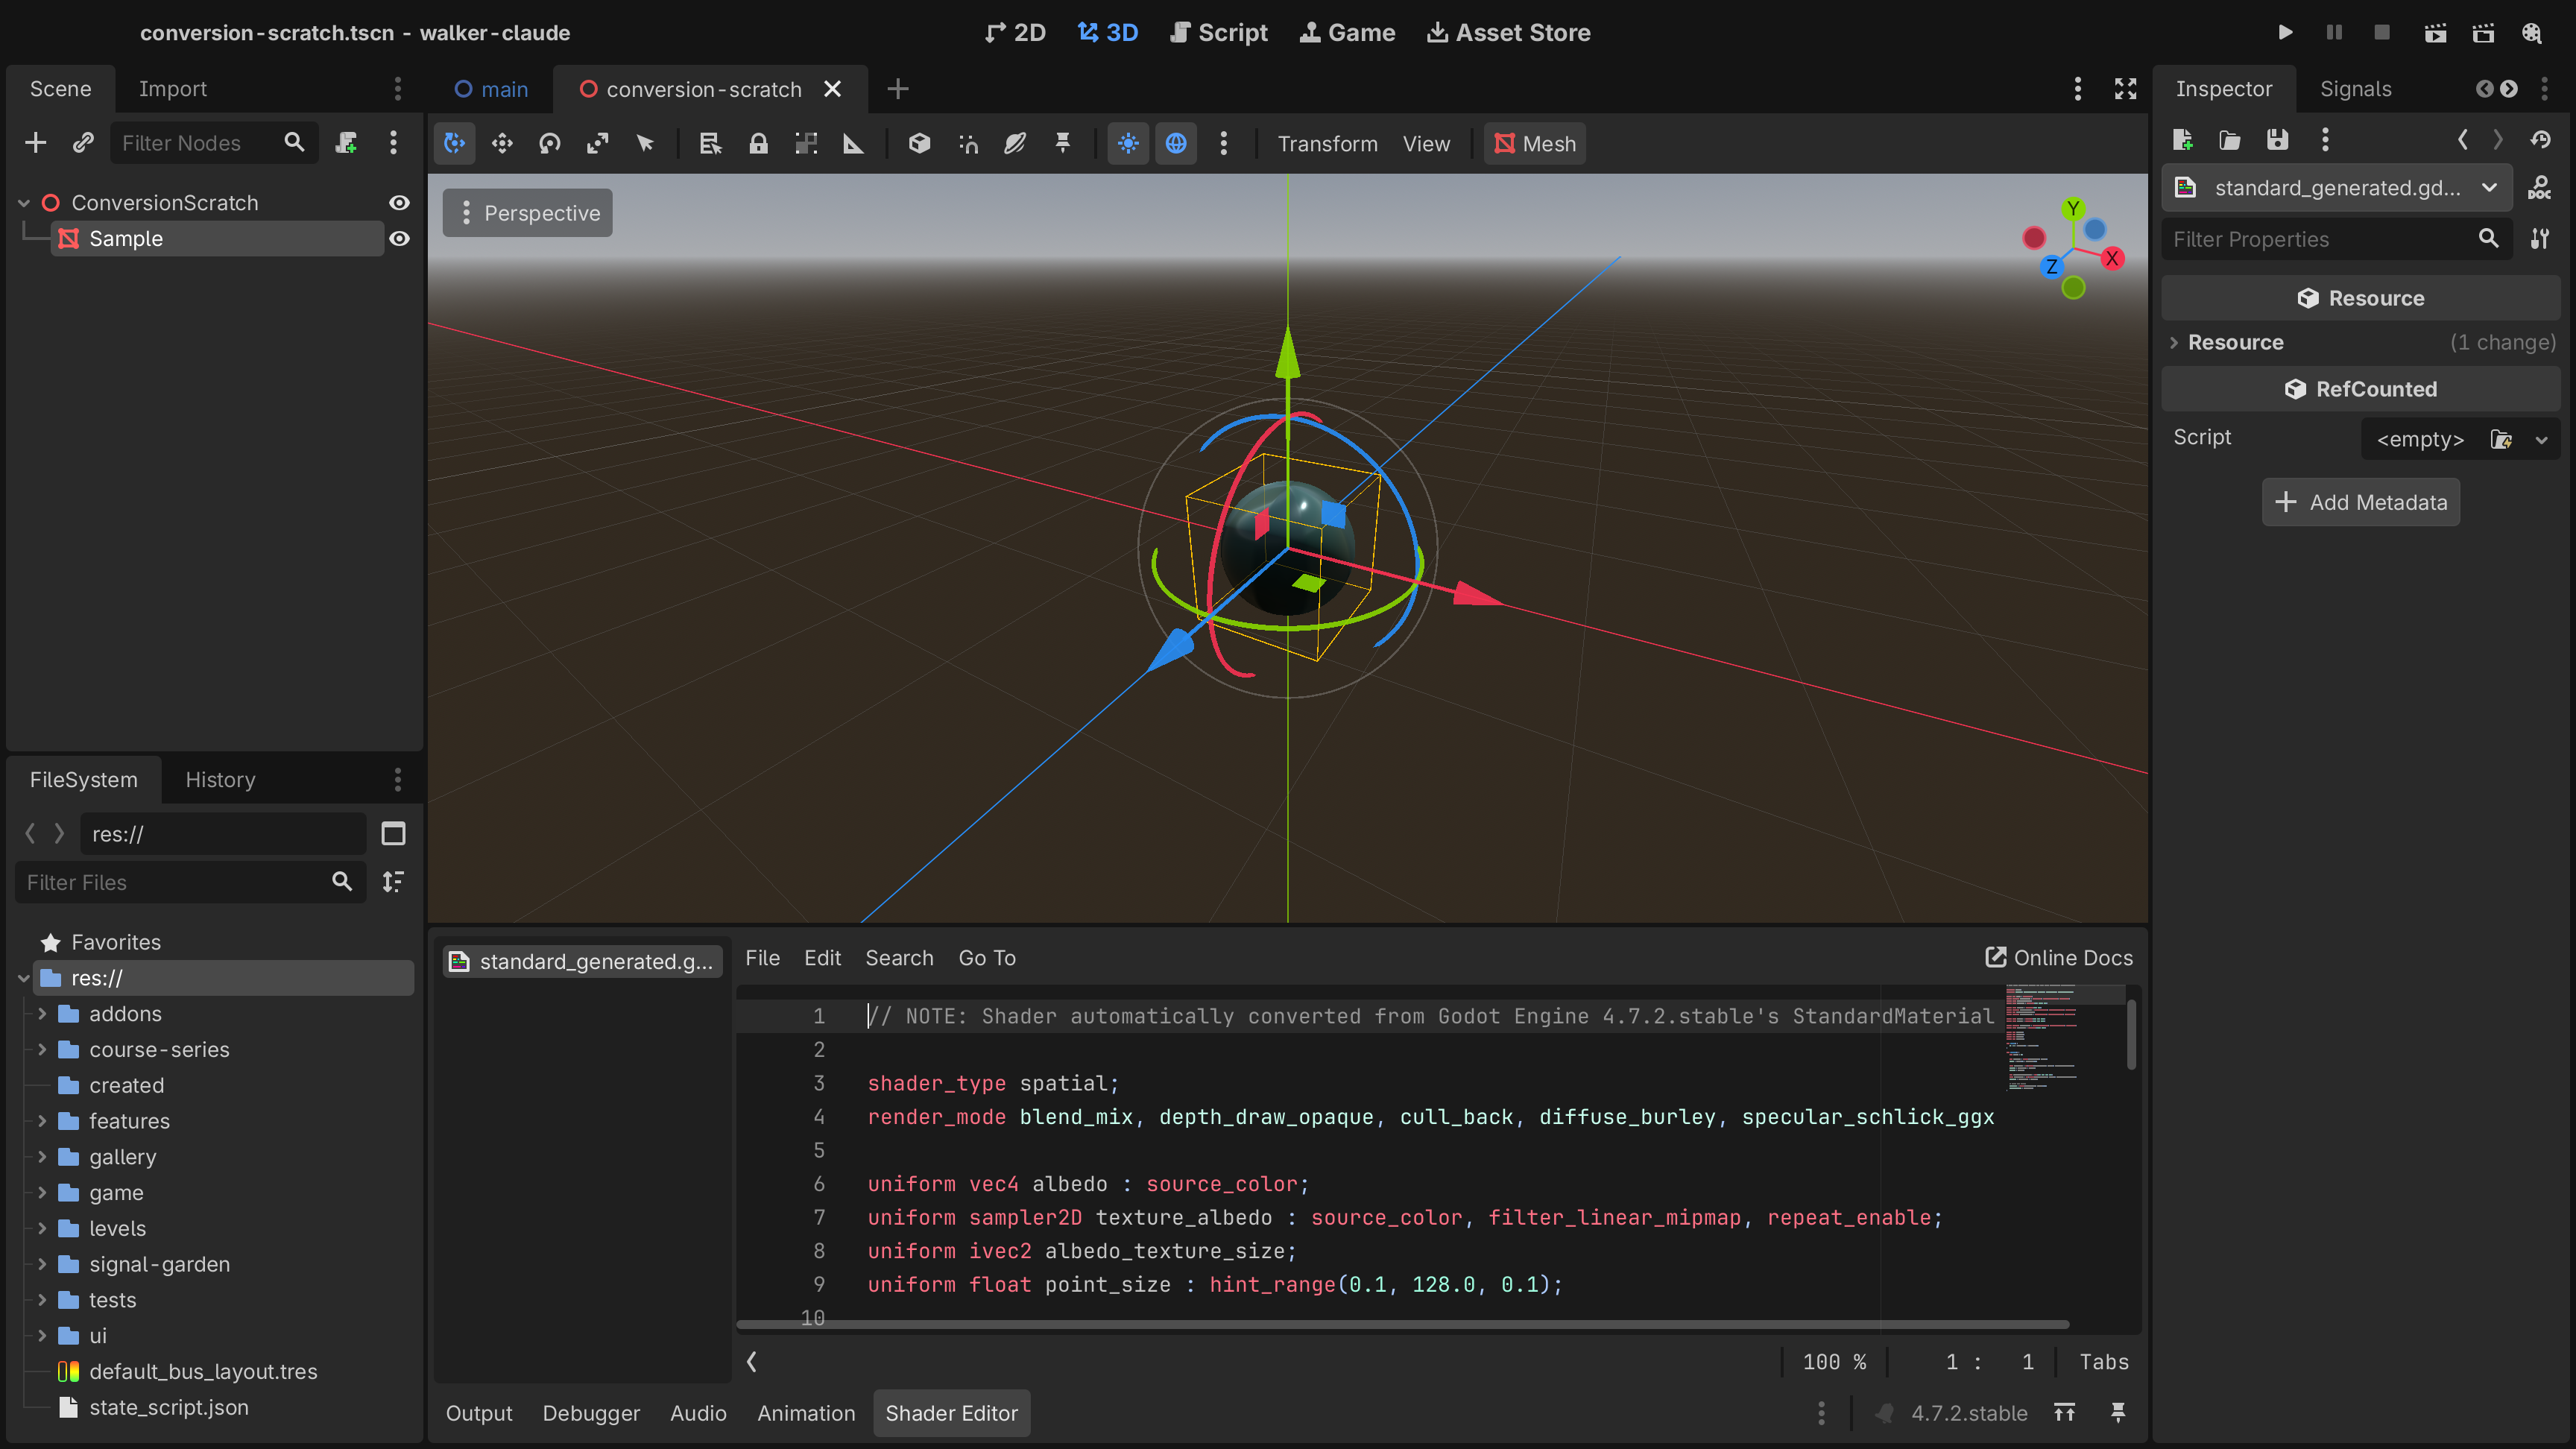 conversion-scratch.tscn - walker-claude
2D
3D
Script
Game
Asset Store
Scene
Import
Filter Nodes
ConversionScratch
Sample
main
conversion-scratch
Transform
View
Mesh
Perspective
Y
X
Z
Inspector
Signals
standard_generated.gd...
DOC
Filter Properties
Resource
Resource (1 change)
RefCounted
Script <empty>
Add Metadata
FileSystem
History
res://
Filter Files
Favorites
res://
addons
course-series
created
features
gallery
game
levels
signal-garden
tests
ui
default_bus_layout.tres
state_script.json
standard_generated.g...
File Edit Search Go To
Online Docs
1 // NOTE: Shader automatically converted from Godot Engine 4.7.2.stable's StandardMaterial
2
3 shader_type spatial;
4 render_mode blend_mix, depth_draw_opaque, cull_back, diffuse_burley, specular_schlick_ggx
5
6 uniform vec4 albedo : source_color;
7 uniform sampler2D texture_albedo : source_color, filter_linear_mipmap, repeat_enable;
8 uniform ivec2 albedo_texture_size;
9 uniform float point_size : hint_range(0.1, 128.0, 0.1);
10
100 % 1 : 1 Tabs
Output Debugger Audio Animation Shader Editor
4.7.2.stable